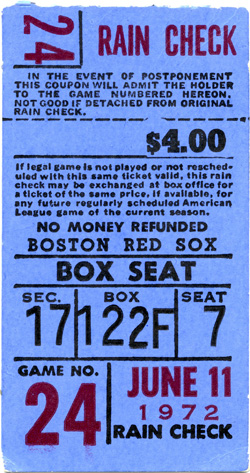 24 RAIN CHECK
IN THE EVENT OF POSTPONEMENT
THIS COUPON WILL ADMIT THE HOLDER
TO THE GAME NUMBERED HEREON,
NOT GOOD IF DETACHED FROM ORIGINAL
RAIN CHECK.
$4.00
If legal game is not played or not resched-
uled with this same ticket valid, this rain
check may be exchanged at box office for
a ticket of the same price, if available, for
any future regularly scheduled American
League game of the current season.
NO MONEY REFUNDED
BOSTON RED SOX
BOX SEAT
SEC. BOX SEAT
17 122F 7
GAME NO. JUNE 11
24 1972
RAIN CHECK